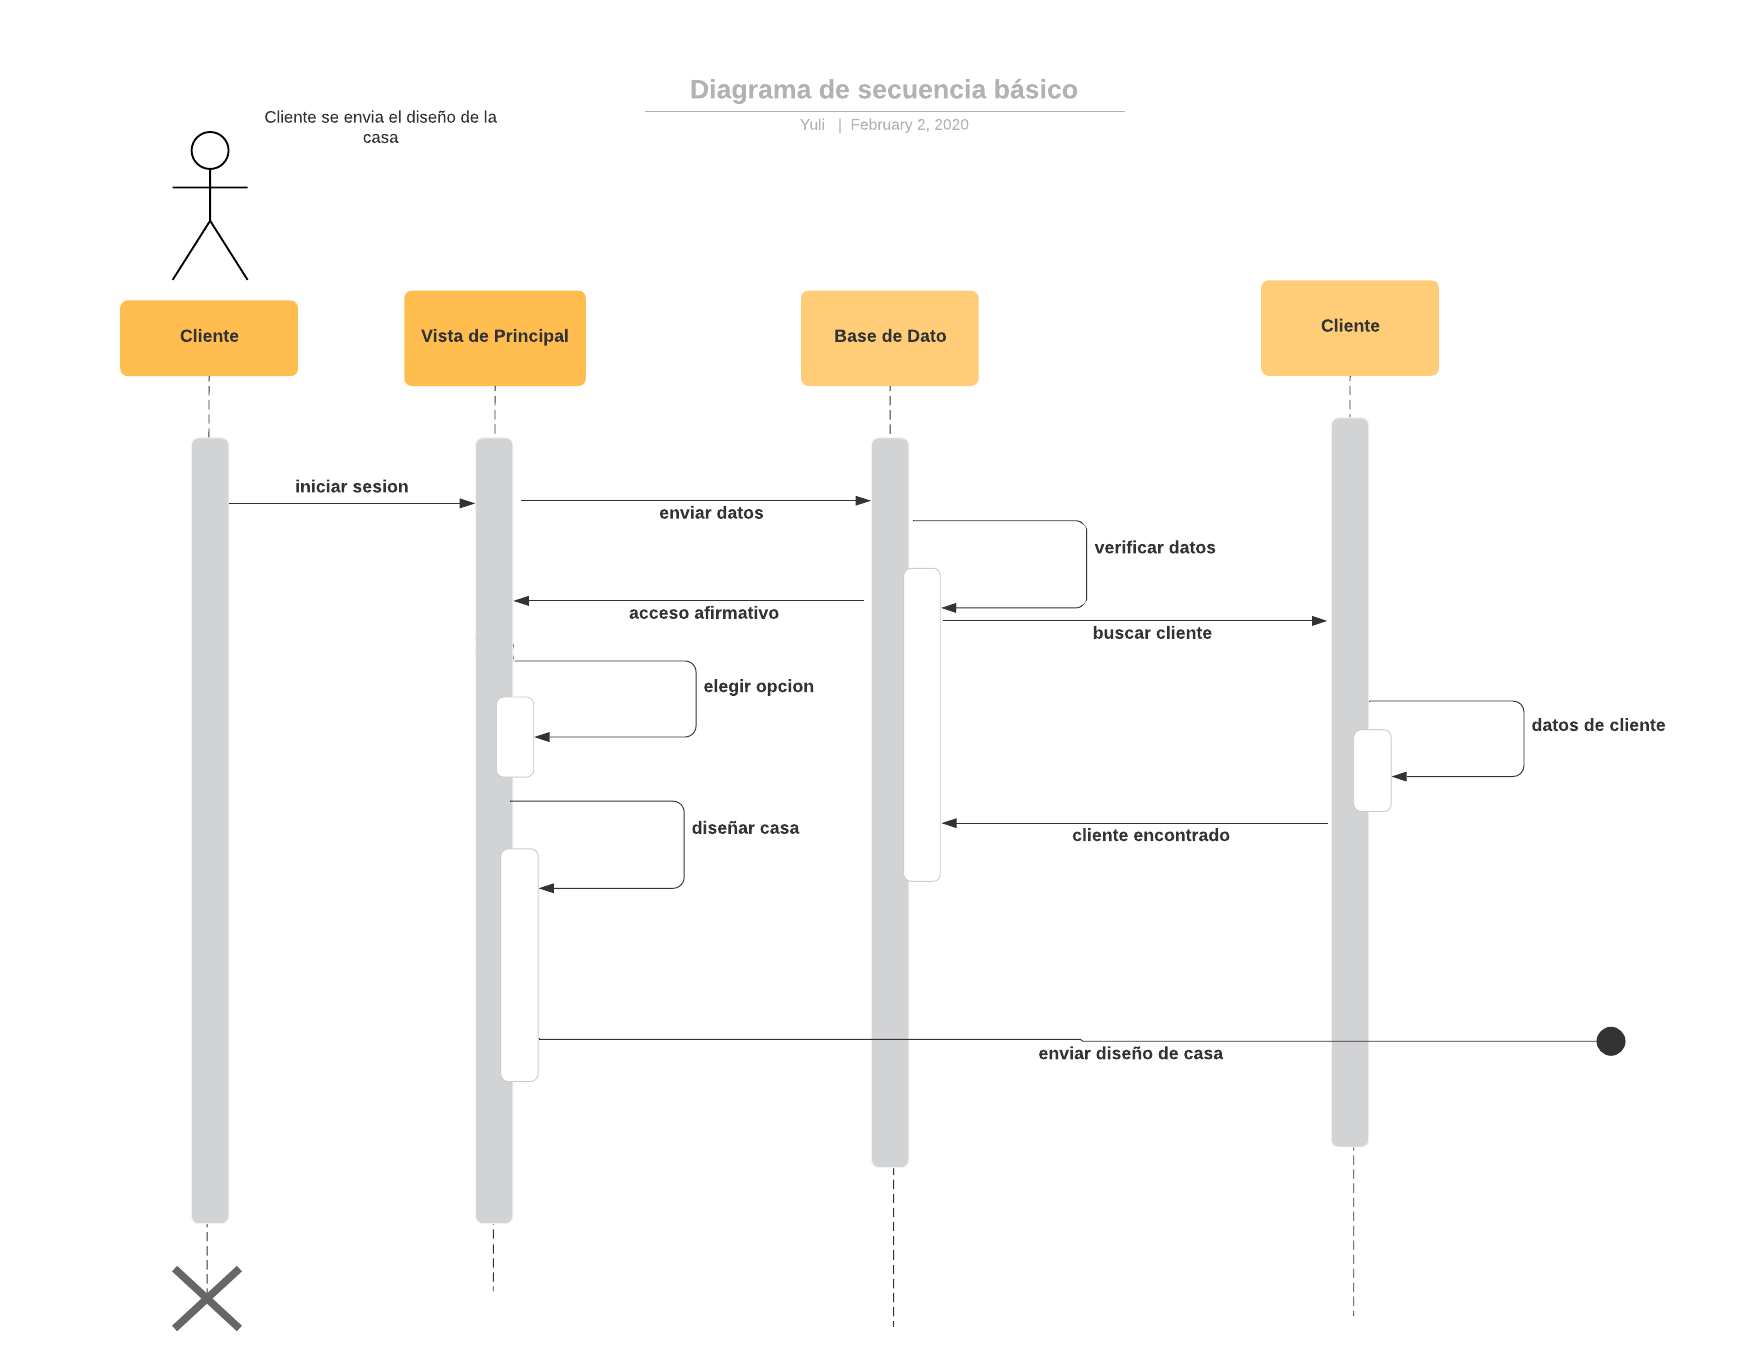 Diagrama de secuencia básico
Yuli | February 2, 2020
Cliente se envia el diseño de la
casa
Cliente
Vista de Principal
Base de Dato
Cliente
iniciar sesion
enviar datos
verificar datos
acceso afirmativo
buscar cliente
elegir opcion
datos de cliente
diseñar casa
cliente encontrado
enviar diseño de casa